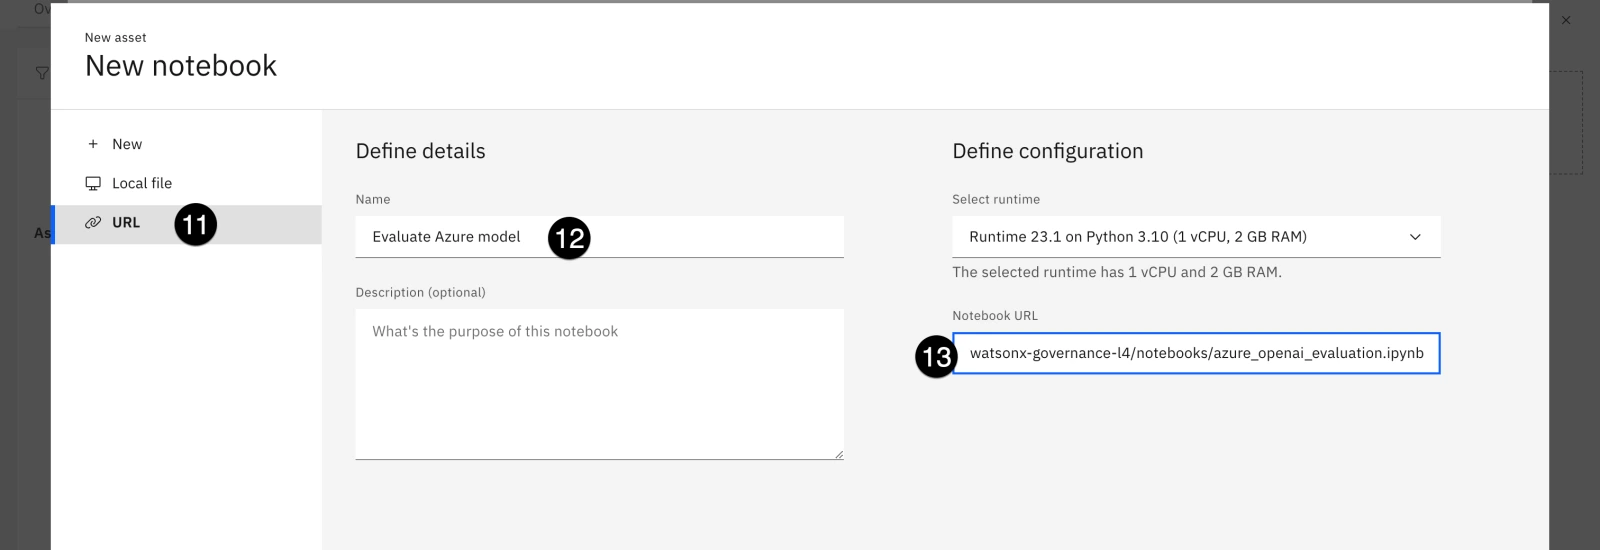 Ov
New asset
New notebook
New
Local file
As
URL
11
Define details
Name
Evaluate Azure model
12
Description (optional)
What's the purpose of this notebook
Define configuration
Select runtime
Runtime 23.1 on Python 3.10 (1 vCPU, 2 GB RAM)
The selected runtime has 1 vCPU and 2 GB RAM.
Notebook URL
13
watsonx-governance-l4/notebooks/azure_openai_evaluation.ipynb